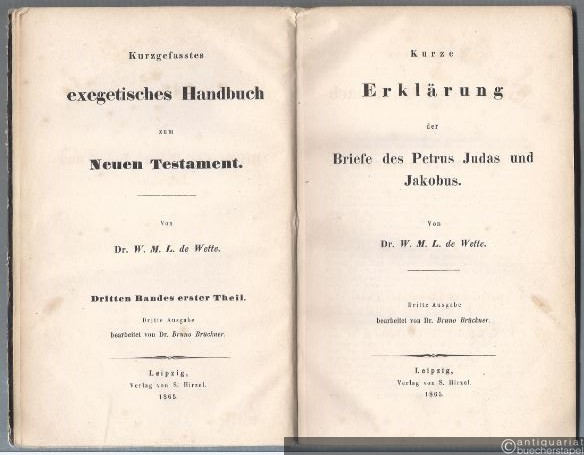 Kurzgefasstes
exegetisches Handbuch
zum
Neuen Testament.
Von
Dr. W. M. L. de Wette.
Dritten Bandes erster Theil.
Dritte Ausgabe
bearbeitet von Dr. Bruno Brückner.
Leipzig,
Verlag von S. Hirzel.
1865.
Kurze
Erklärung
der
Briefe des Petrus Judas und
Jakobus.
Von
Dr. W. M. L. de Wette.
Dritte Ausgabe
bearbeitet von Dr. Bruno Brückner.
Leipzig,
Verlag von S. Hirzel.
1865.
©antiquariat
buecherstapel